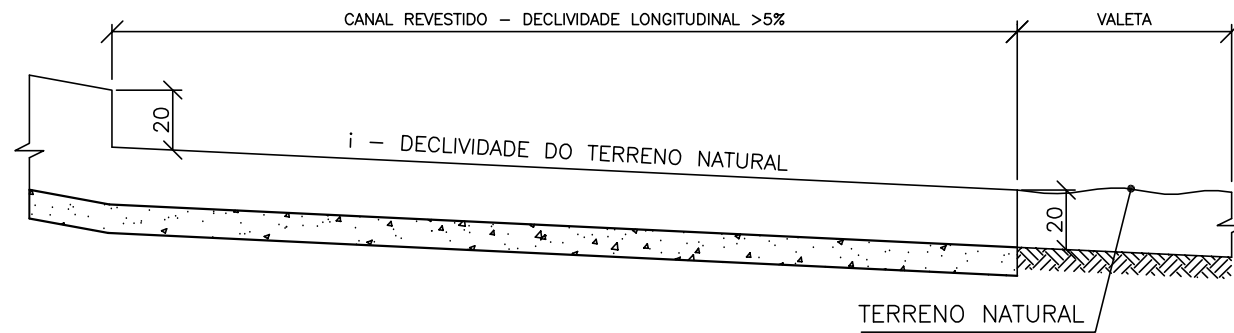 CANAL REVESTIDO – DECLIVIDADE LONGITUDINAL >5%
VALETA
20
i – DECLIVIDADE DO TERRENO NATURAL
20
TERRENO NATURAL